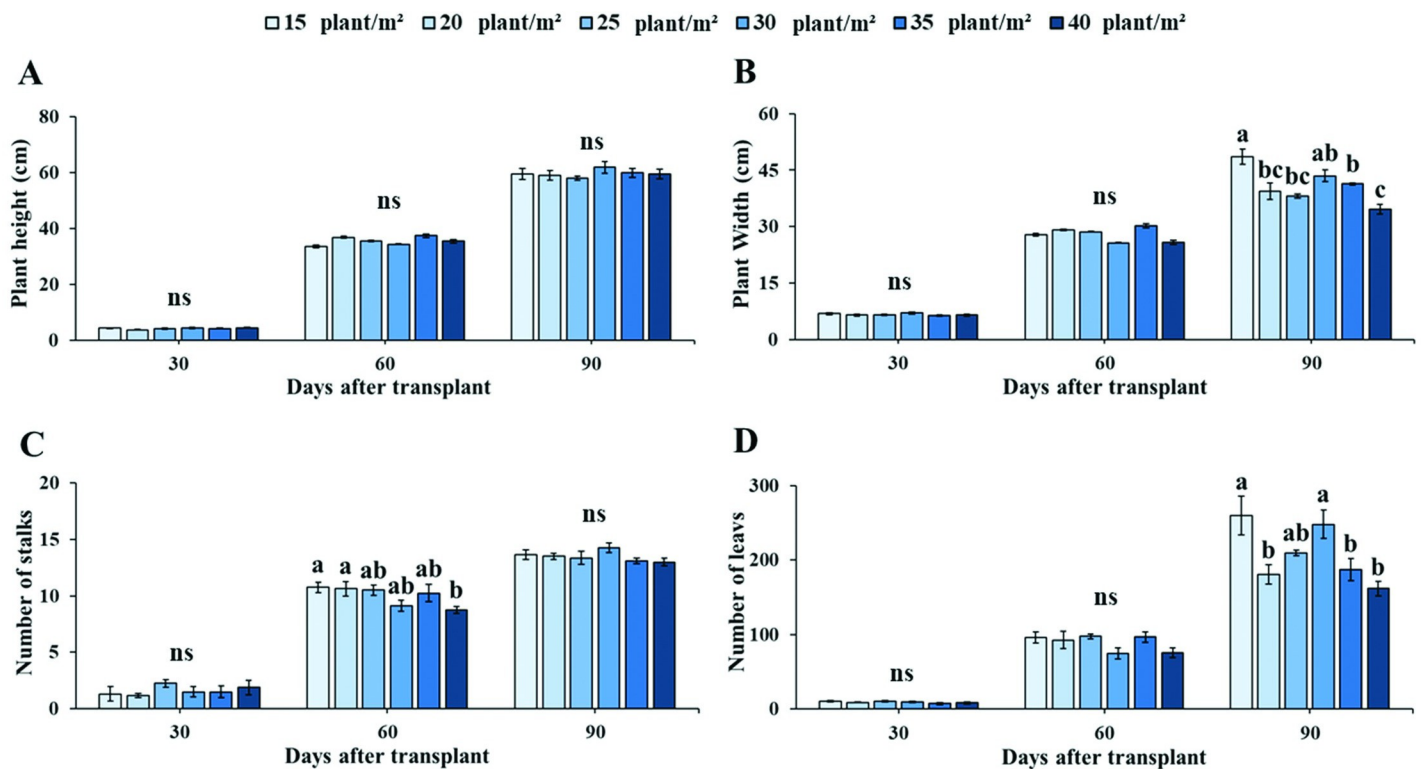 15 plant/m² 20 plant/m² 25 plant/m² 30 plant/m² 35 plant/m² 40 plant/m²
A
Plant height (cm)
80
60
40
20
0
ns
ns
ns
30 60 90
Days after transplant
B
Plant Width (cm)
60
45
30
15
0
ns
ns
a bc bc ab b c
30 60 90
Days after transplant
C
Number of stalks
20
15
10
5
0
ns
a a ab ab ab b
ns
30 60 90
Days after transplant
D
Number of leavs
300
200
100
0
ns
ns
a b ab a b b
30 60 90
Days after transplant